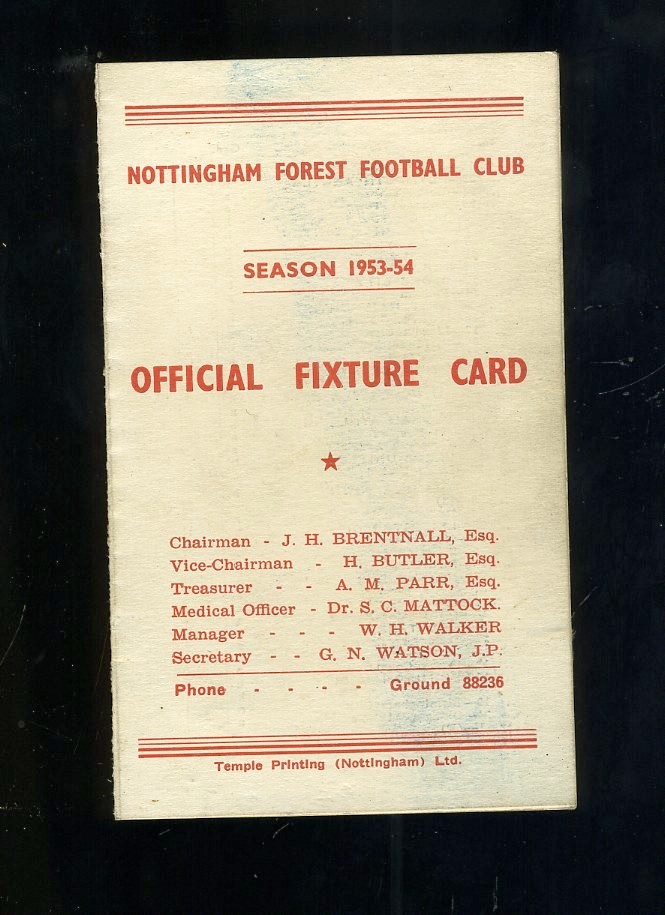 NOTTINGHAM FOREST FOOTBALL CLUB
SEASON 1953-54
OFFICIAL FIXTURE CARD
Chairman - J. H. BRENTNALL, Esq.
Vice-Chairman - H. BUTLER, Esq.
Treasurer - - A. M. PARR, Esq.
Medical Officer - Dr. S. C. MATTOCK.
Manager - - - W. H. WALKER
Secretary - - G. N. WATSON, J.P.
Phone - - - - Ground 88236
Temple Printing (Nottingham) Ltd.